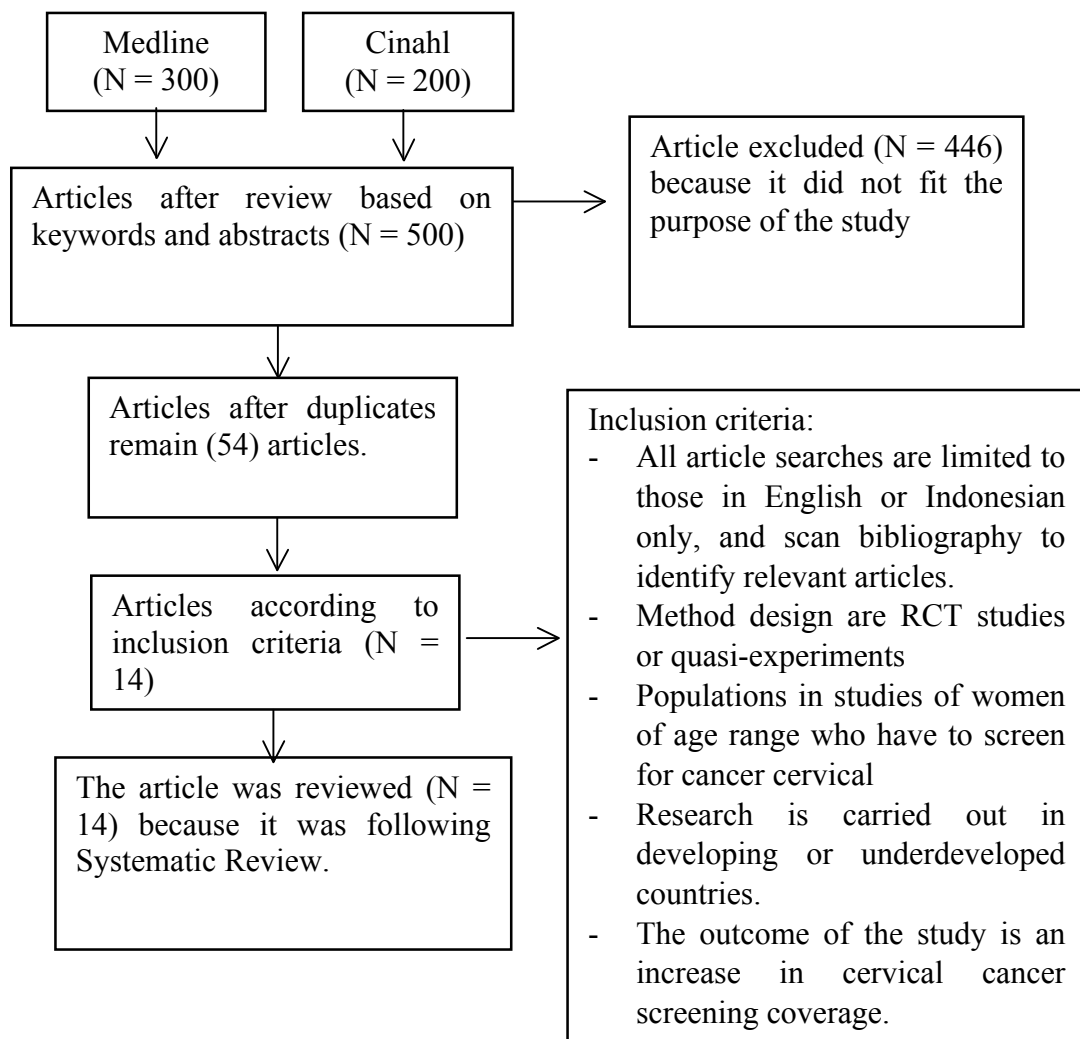 Medline
(N = 300)
Cinahl
(N = 200)
Article excluded (N = 446)
because it did not fit the
purpose of the study
Articles after review based on
keywords and abstracts (N = 500)
Articles after duplicates
remain (54) articles.
Articles according to
inclusion criteria (N =
14)
The article was reviewed (N =
14) because it was following
Systematic Review.
Inclusion criteria:
- All article searches are limited to
those in English or Indonesian
only, and scan bibliography to
identify relevant articles.
- Method design are RCT studies
or quasi-experiments
- Populations in studies of women
of age range who have to screen
for cancer cervical
- Research is carried out in
developing or underdeveloped
countries.
- The outcome of the study is an
increase in cervical cancer
screening coverage.